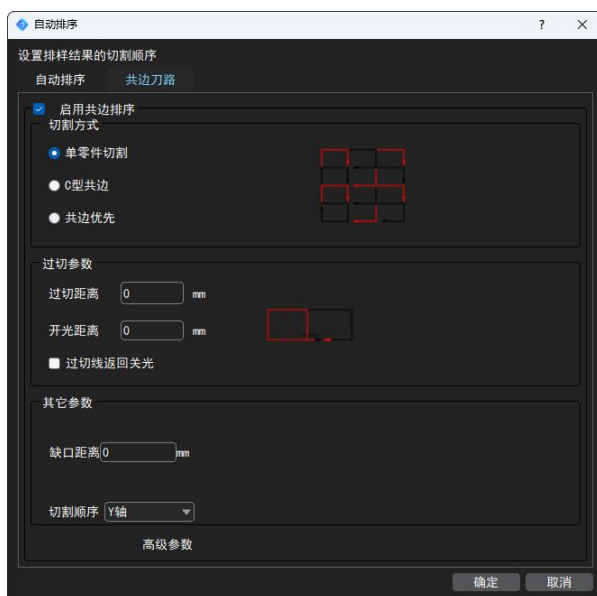 自动排序 ? ×
设置排样结果的切割顺序
自动排序 共边刀路
启用共边排序
切割方式
单零件切割
C型共边
共边优先
过切参数
过切距离 0 mm
开光距离 0 mm
过切线返回关光
其它参数
缺口距离 0 mm
切割顺序 Y轴
高级参数
确定 取消